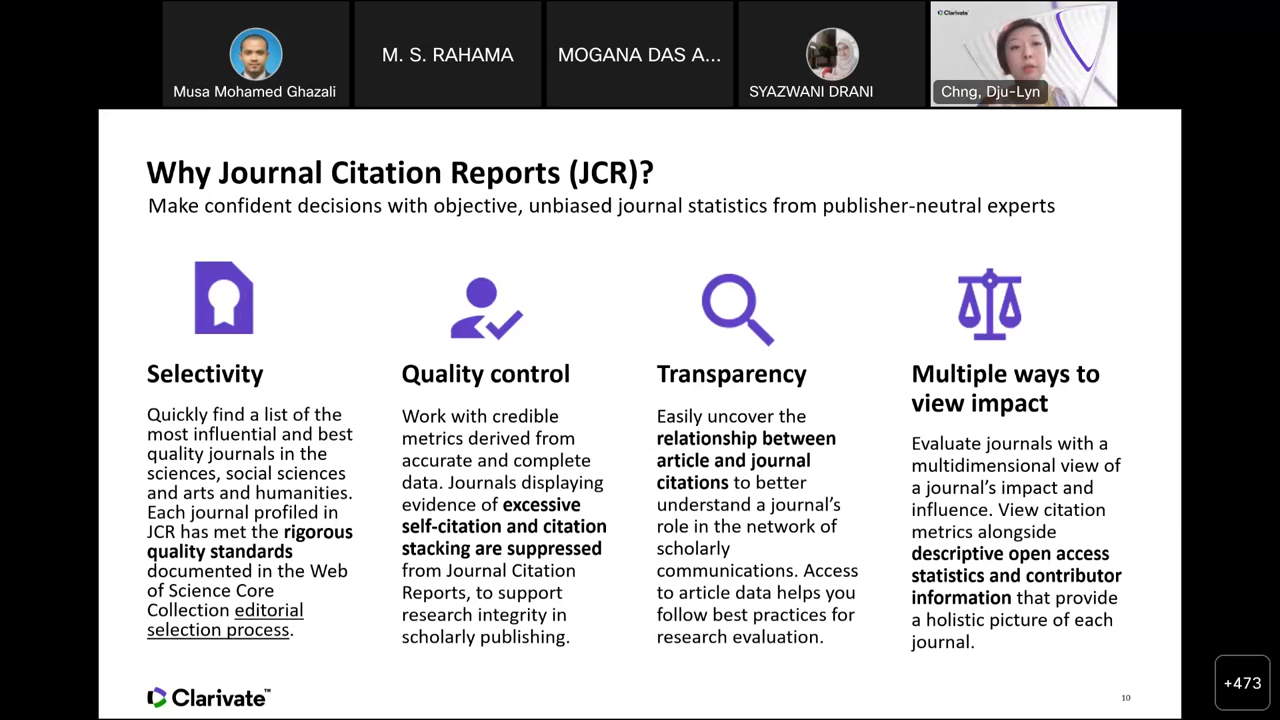 Musa Mohamed Ghazali
M. S. RAHAMA
MOGANA DAS A...
SYAZWANI DRANI
Clarivate
Chng, Dju-Lyn
Why Journal Citation Reports (JCR)?
Make confident decisions with objective, unbiased journal statistics from publisher-neutral experts
Selectivity
Quickly find a list of the
most influential and best
quality journals in the
sciences, social sciences
and arts and humanities.
Each journal profiled in
JCR has met the rigorous
quality standards
documented in the Web
of Science Core
Collection editorial
selection process.
Quality control
Work with credible
metrics derived from
accurate and complete
data. Journals displaying
evidence of excessive
self-citation and citation
stacking are suppressed
from Journal Citation
Reports, to support
research integrity in
scholarly publishing.
Transparency
Easily uncover the
relationship between
article and journal
citations to better
understand a journal's
role in the network of
scholarly
communications. Access
to article data helps you
follow best practices for
research evaluation.
Multiple ways to
view impact
Evaluate journals with a
multidimensional view of
a journal's impact and
influence. View citation
metrics alongside
descriptive open access
statistics and contributor
information that provide
a holistic picture of each
journal.
Clarivate™
10
+473